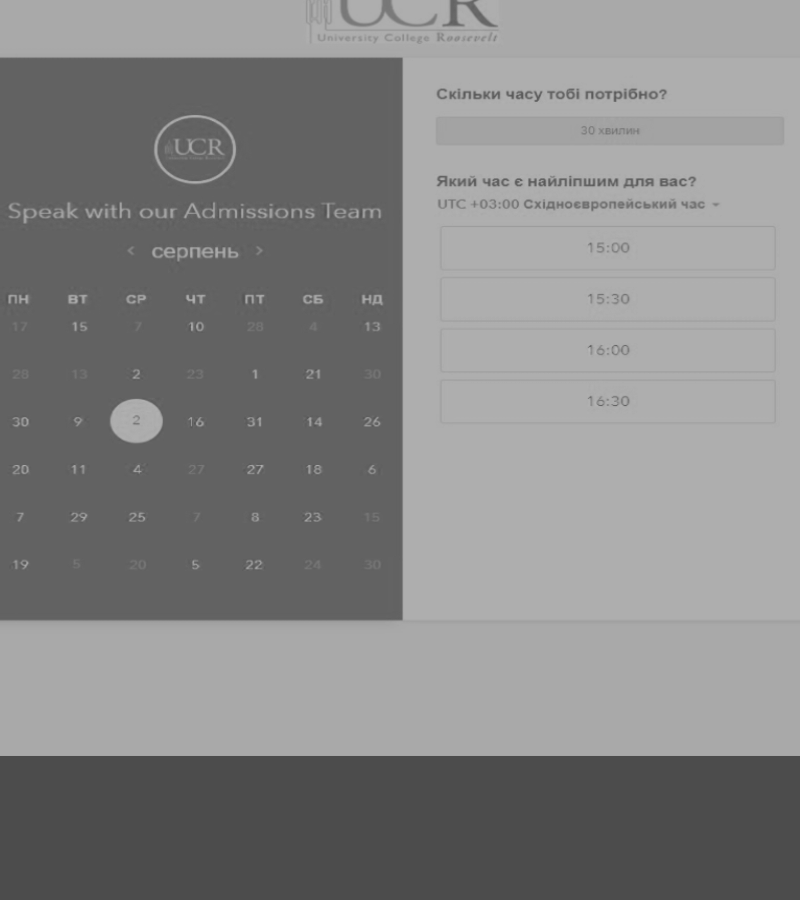 UCR
University College Roosevelt
UCR
Speak with our Admissions Team
< серпень >
ПН ВТ СР ЧТ ПТ СБ НД
17 15 7 10 28 4 13
28 13 2 23 1 21 30
30 9 2 16 31 14 26
20 11 4 27 27 18 6
7 29 25 7 8 23 15
19 5 20 5 22 24 30
Скільки часу тобі потрібно?
30 хвилин
Який час є найліпшим для вас?
UTC +03:00 Східноєвропейський час
15:00
15:30
16:00
16:30